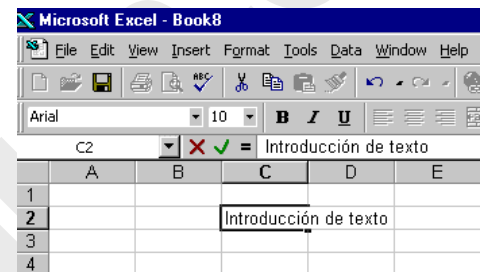 Microsoft Excel - Book8
File Edit View Insert Format Tools Data Window Help
ABC
Arial 10 B I U
C2 = Introducción de texto
A B C D E
1
2 Introducción de texto
3
4